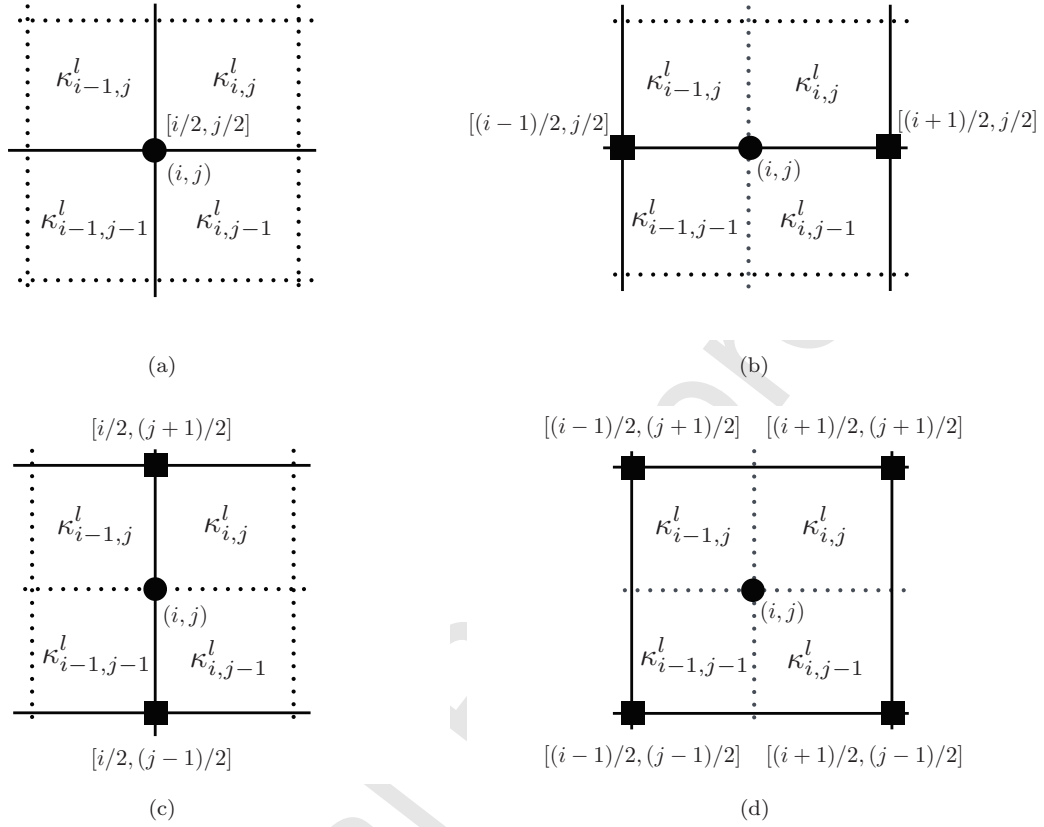 κ^l_{i−1,j} κ^l_{i,j}
[i/2, j/2]
(i, j)
κ^l_{i−1,j−1} κ^l_{i,j−1}
(a)
κ^l_{i−1,j} κ^l_{i,j}
[(i − 1)/2, j/2] [(i + 1)/2, j/2]
(i, j)
κ^l_{i−1,j−1} κ^l_{i,j−1}
(b)
[i/2, (j + 1)/2]
κ^l_{i−1,j} κ^l_{i,j}
(i, j)
κ^l_{i−1,j−1} κ^l_{i,j−1}
[i/2, (j − 1)/2]
(c)
[(i − 1)/2, (j + 1)/2] [(i + 1)/2, (j + 1)/2]
κ^l_{i−1,j} κ^l_{i,j}
(i, j)
κ^l_{i−1,j−1} κ^l_{i,j−1}
[(i − 1)/2, (j − 1)/2] [(i + 1)/2, (j − 1)/2]
(d)